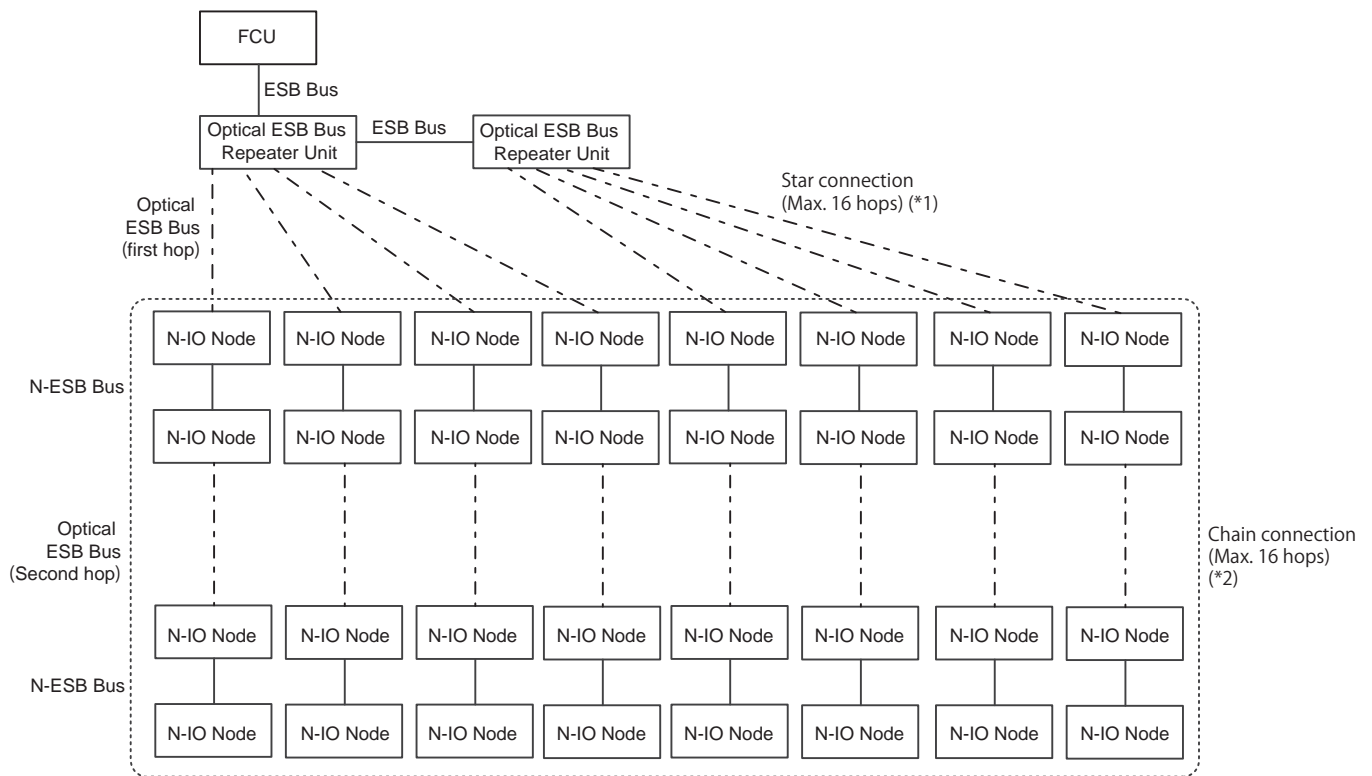 FCU
ESB Bus
Optical ESB Bus
Repeater Unit
ESB Bus
Optical ESB Bus
Repeater Unit
Star connection
(Max. 16 hops) (*1)
Optical
ESB Bus
(first hop)
N-IO Node N-IO Node N-IO Node N-IO Node N-IO Node N-IO Node N-IO Node N-IO Node
N-ESB Bus
N-IO Node N-IO Node N-IO Node N-IO Node N-IO Node N-IO Node N-IO Node N-IO Node
Optical
ESB Bus
(Second hop)
Chain connection
(Max. 16 hops)
(*2)
N-IO Node N-IO Node N-IO Node N-IO Node N-IO Node N-IO Node N-IO Node N-IO Node
N-ESB Bus
N-IO Node N-IO Node N-IO Node N-IO Node N-IO Node N-IO Node N-IO Node N-IO Node